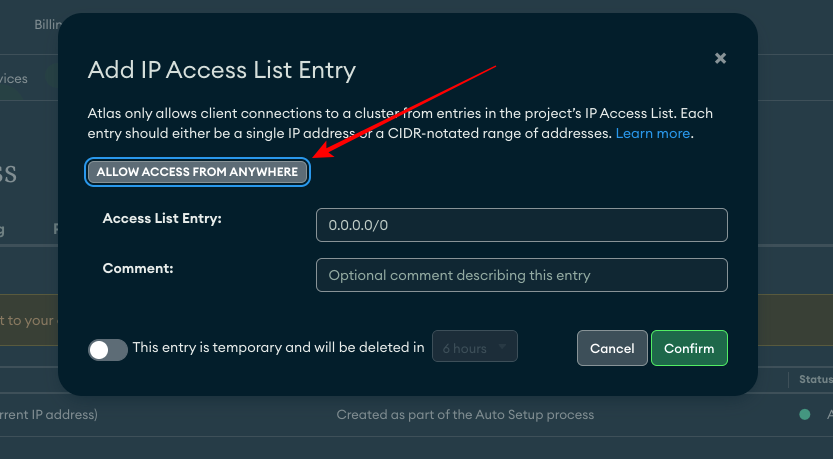 vices
Add IP Access List Entry
Atlas only allows client connections to a cluster from entries in the project's IP Access List. Each
entry should either be a single IP address or a CIDR-notated range of addresses. Learn more.
ALLOW ACCESS FROM ANYWHERE
Access List Entry: 0.0.0.0/0
Comment: Optional comment describing this entry
t to your
This entry is temporary and will be deleted in 6 hours Cancel Confirm
Status
rrent IP address) Created as part of the Auto Setup process